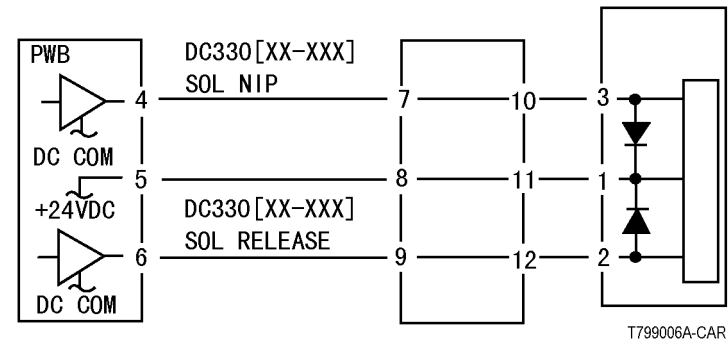 PWB
DC330[XX-XXX]
SOL NIP
4 7 10 3
DC COM
5 8 11 1
+24VDC
DC330[XX-XXX]
SOL RELEASE
6 9 12 2
DC COM
T799006A-CAR